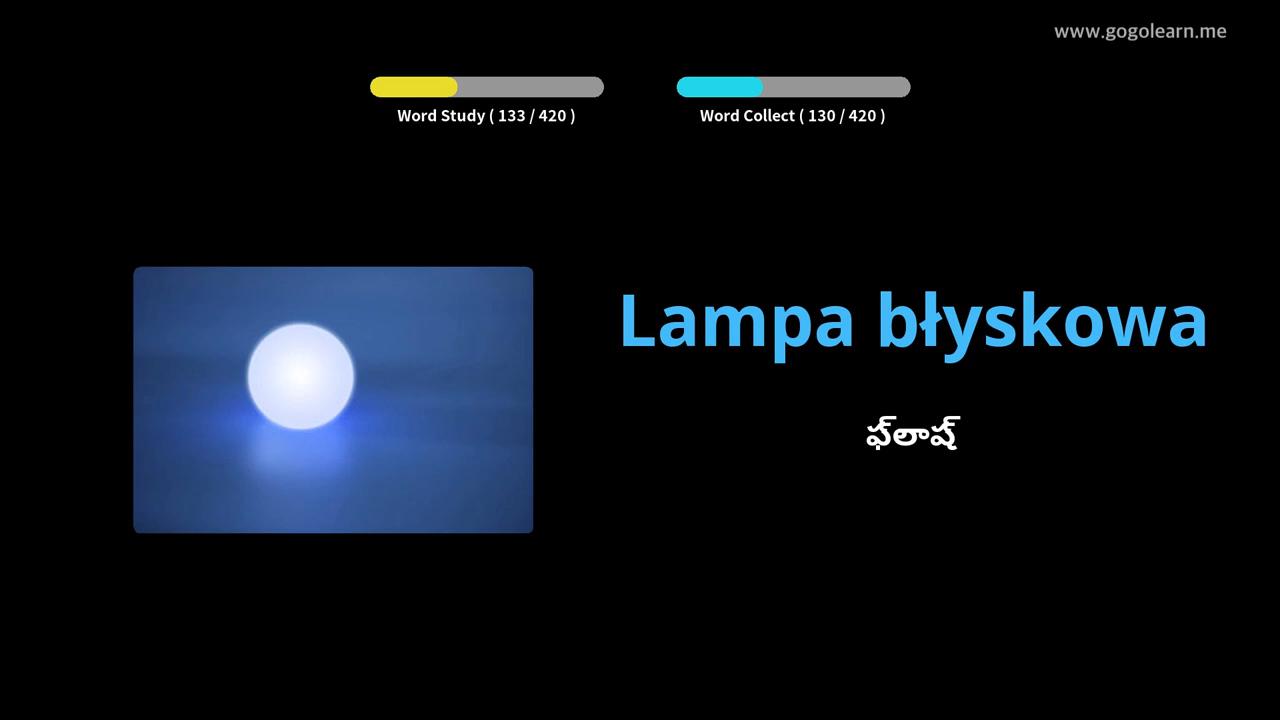 www.gogolearn.me
Word Study ( 133 / 420 )
Word Collect ( 130 / 420 )
Lampa błyskowa
ఫ్‌లాష్